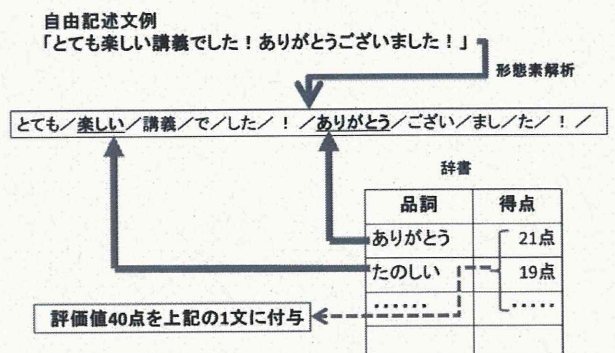 自由記述文例
「とても楽しい講義でした！ありがとうございました！」
形態素解析
とても／楽しい／講義／で／した／！／ありがとう／ござい／まし／た／！／
辞書
品詞 得点
ありがとう 21点
たのしい 19点
…… ……
評価値40点を上記の1文に付与